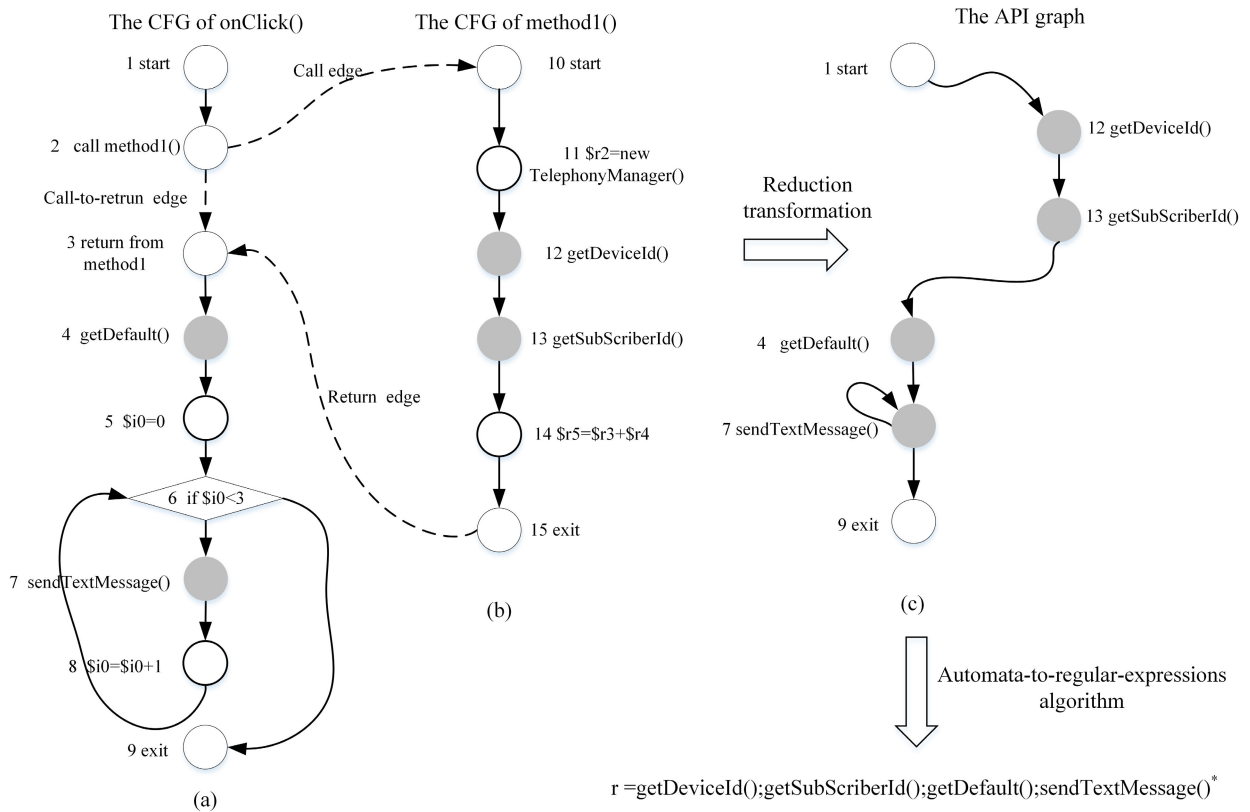 The CFG of onClick()
1 start
2 call method1()
Call-to-retrun edge
3 return from
method1
4 getDefault()
5 $i0=0
6 if $i0<3
7 sendTextMessage()
8 $i0=$i0+1
9 exit
(a)
Call edge
Return edge
The CFG of method1()
10 start
11 $r2=new
TelephonyManager()
12 getDeviceId()
13 getSubScriberId()
14 $r5=$r3+$r4
15 exit
(b)
Reduction
transformation
The API graph
1 start
12 getDeviceId()
13 getSubScriberId()
4 getDefault()
7 sendTextMessage()
9 exit
(c)
Automata-to-regular-expressions
algorithm
r =getDeviceId();getSubScriberId();getDefault();sendTextMessage()*